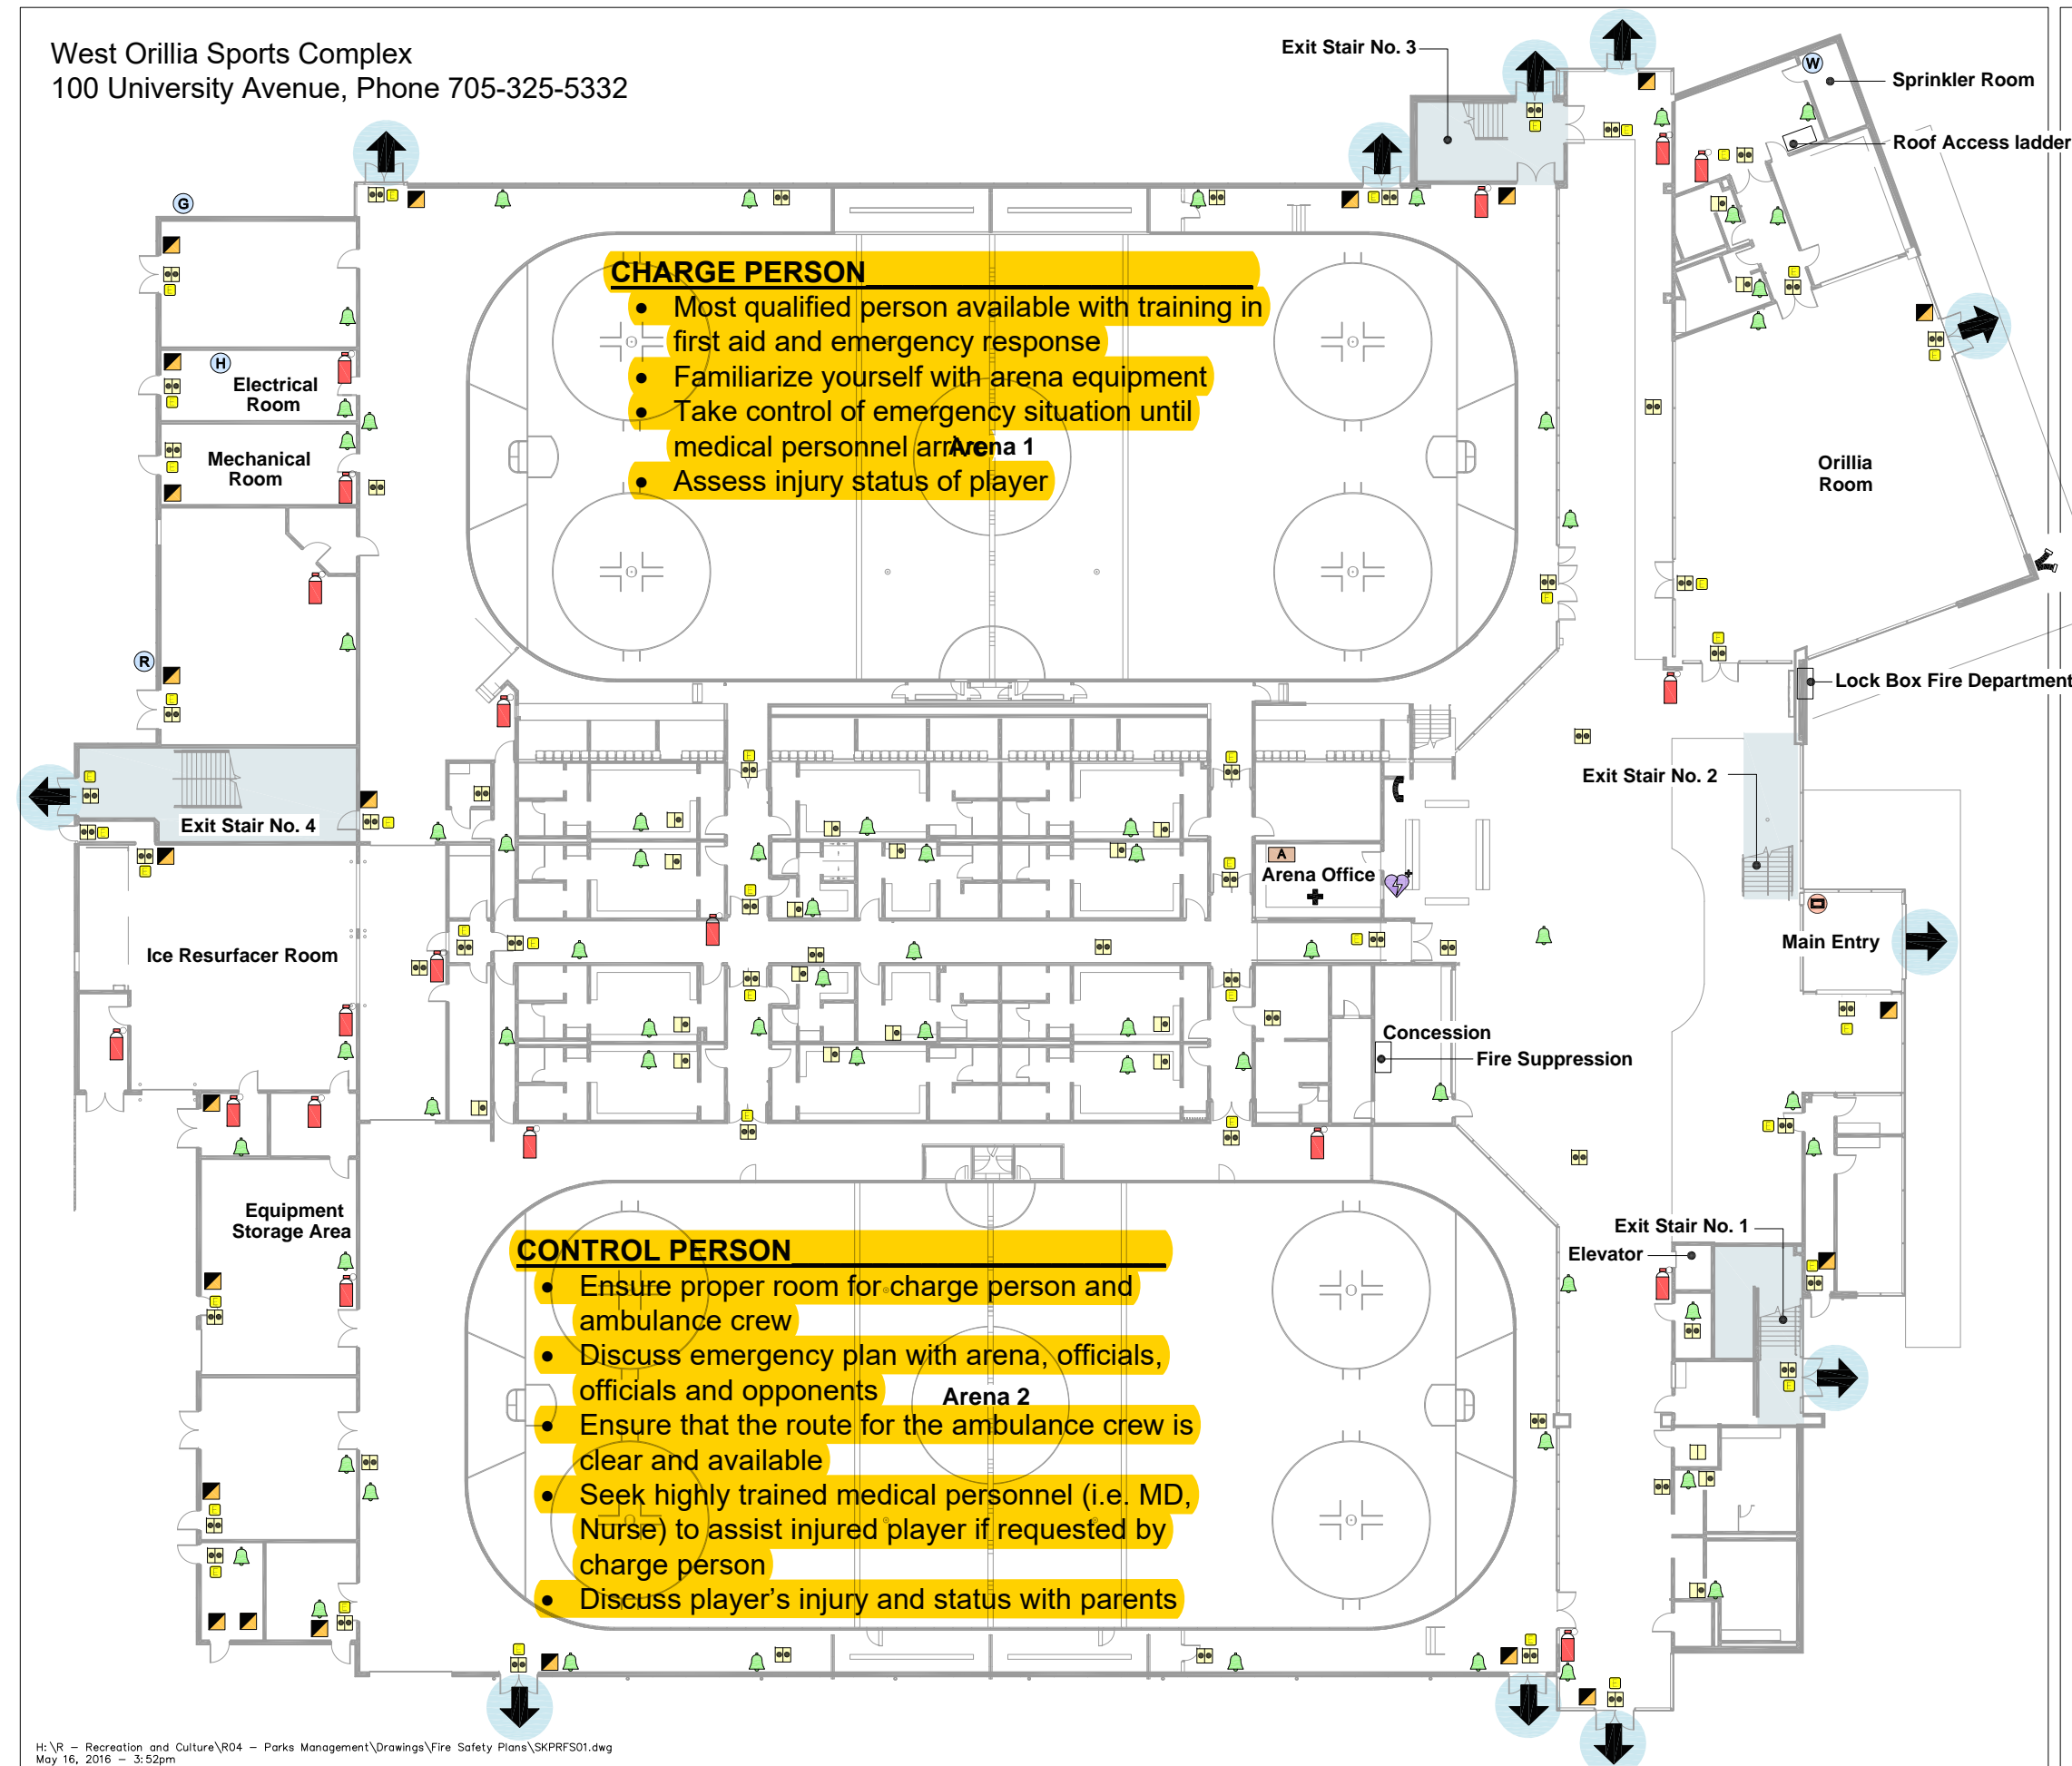 West Orillia Sports Complex
100 University Avenue, Phone 705-325-5332
Exit Stair No. 3
W
Sprinkler Room
Roof Access ladder
G
CHARGE PERSON
• Most qualified person available with training in
first aid and emergency response
• Familiarize yourself with arena equipment
• Take control of emergency situation until
medical personnel arrive
• Assess injury status of player
Arena 1
H
Electrical
Room
Mechanical
Room
Orillia
Room
R
Lock Box Fire Department
Exit Stair No. 2
Exit Stair No. 4
A
Arena Office
Main Entry
Ice Resurfacer Room
Concession
Fire Suppression
Equipment
Storage Area
Exit Stair No. 1
Elevator
CONTROL PERSON
• Ensure proper room for charge person and
ambulance crew
• Discuss emergency plan with arena, officials,
officials and opponents
Arena 2
• Ensure that the route for the ambulance crew is
clear and available
• Seek highly trained medical personnel (i.e. MD,
Nurse) to assist injured player if requested by
charge person
• Discuss player's injury and status with parents
H:\R - Recreation and Culture\R04 - Parks Management\Drawings\Fire Safety Plans\SKPRFS01.dwg
May 16, 2016 - 3:52pm